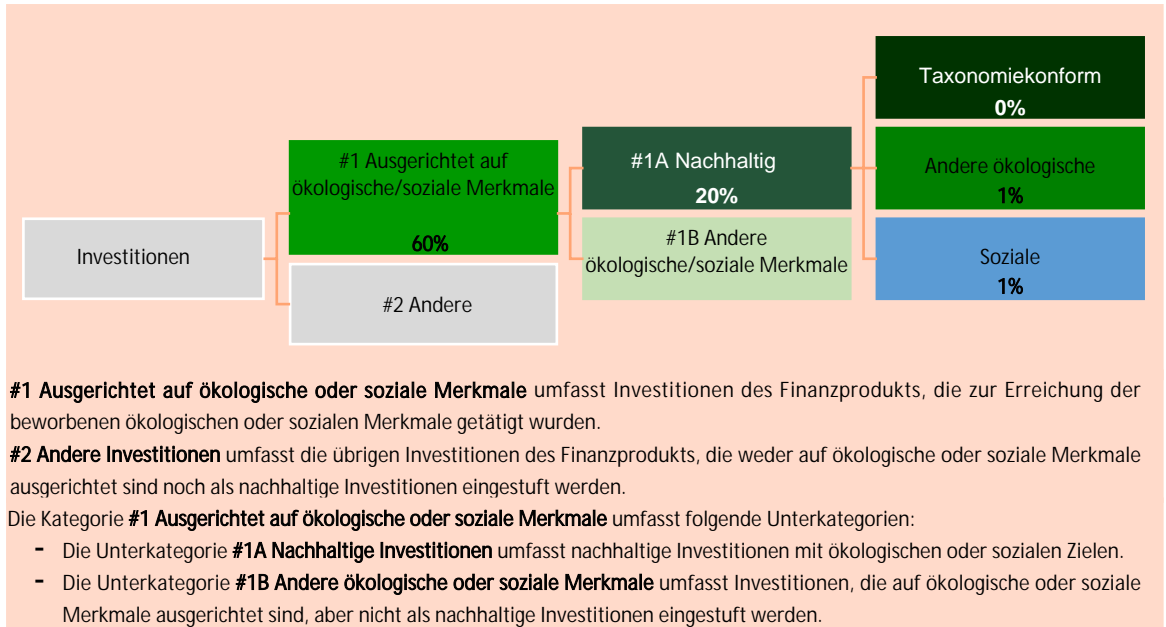 Taxonomiekonform
0%
#1 Ausgerichtet auf
ökologische/soziale Merkmale
60%
#1A Nachhaltig
20%
Andere ökologische
1%
Investitionen
#1B Andere
ökologische/soziale Merkmale
Soziale
1%
#2 Andere
#1 Ausgerichtet auf ökologische oder soziale Merkmale umfasst Investitionen des Finanzprodukts, die zur Erreichung der
beworbenen ökologischen oder sozialen Merkmale getätigt wurden.
#2 Andere Investitionen umfasst die übrigen Investitionen des Finanzprodukts, die weder auf ökologische oder soziale Merkmale
ausgerichtet sind noch als nachhaltige Investitionen eingestuft werden.
Die Kategorie #1 Ausgerichtet auf ökologische oder soziale Merkmale umfasst folgende Unterkategorien:
- Die Unterkategorie #1A Nachhaltige Investitionen umfasst nachhaltige Investitionen mit ökologischen oder sozialen Zielen.
- Die Unterkategorie #1B Andere ökologische oder soziale Merkmale umfasst Investitionen, die auf ökologische oder soziale
Merkmale ausgerichtet sind, aber nicht als nachhaltige Investitionen eingestuft werden.